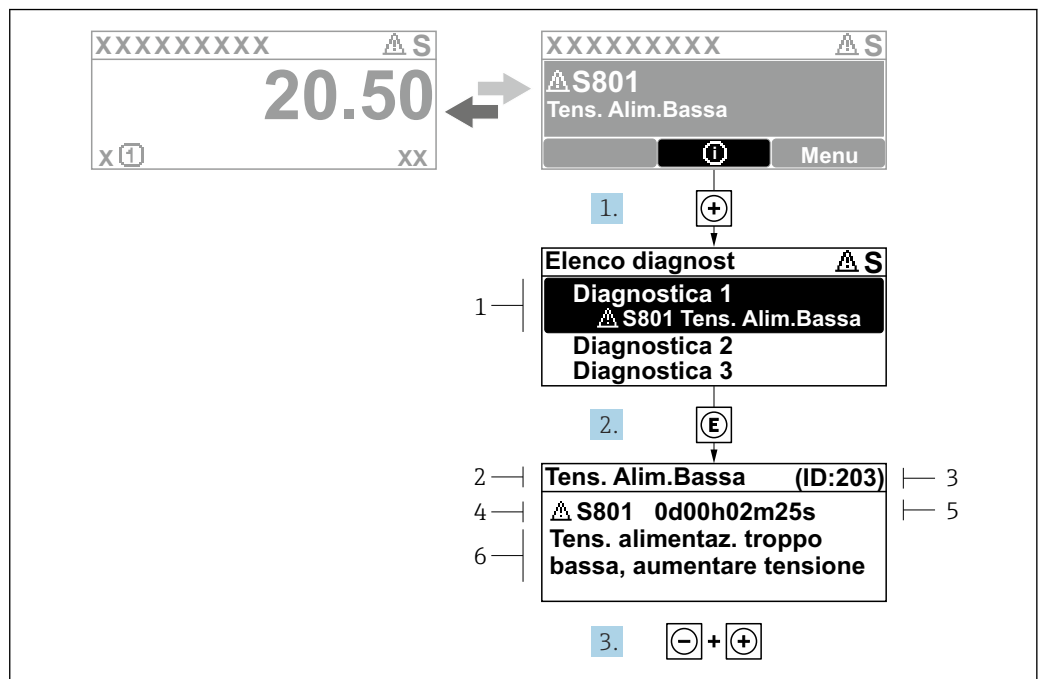 XXXXXXXXX ⚠ S
20.50
x ① xx
XXXXXXXXX ⚠ S
⚠ S801
Tens. Alim.Bassa
ⓘ Menu
1. +
Elenco diagnost ⚠ S
1
Diagnostica 1
⚠ S801 Tens. Alim.Bassa
Diagnostica 2
Diagnostica 3
2. E
2 Tens. Alim.Bassa (ID:203) 3
4 ⚠ S801 0d00h02m25s 5
6 Tens. alimentaz. troppo
bassa, aumentare tensione
3. - + +